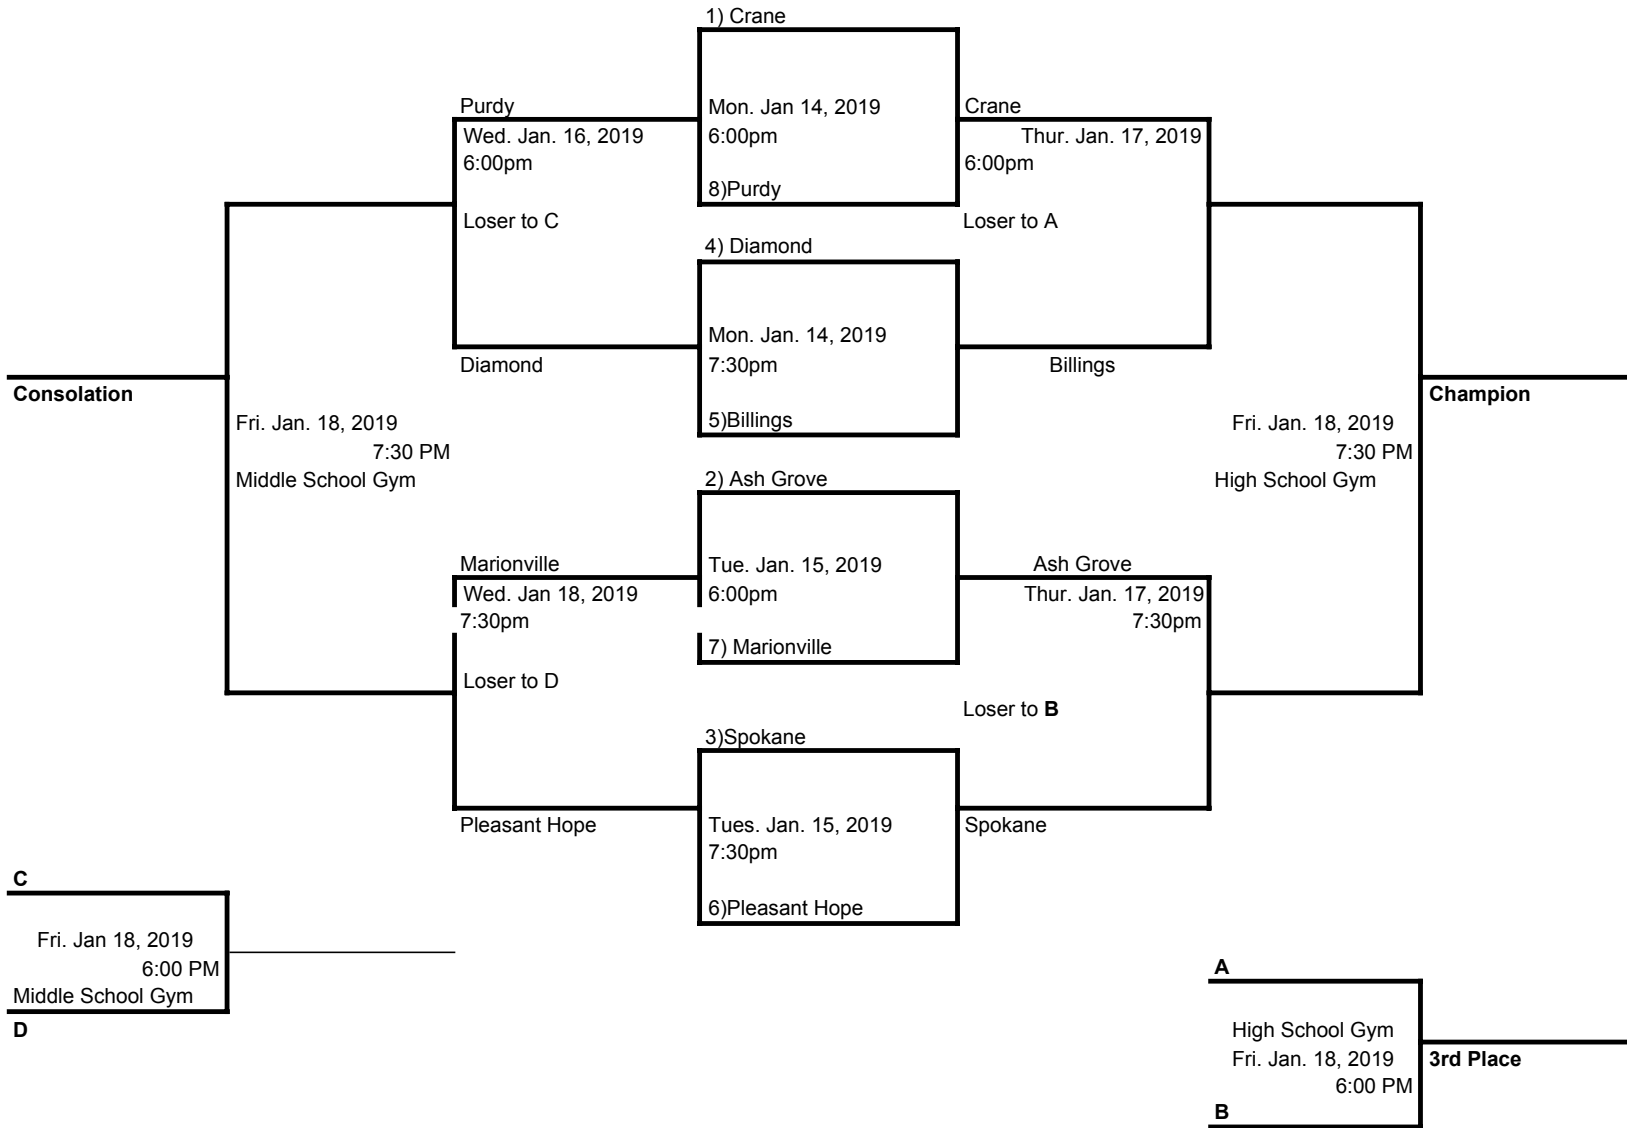 1) Crane
Purdy
Mon. Jan 14, 2019
Crane
Wed. Jan. 16, 2019
6:00pm
Thur. Jan. 17, 2019
6:00pm
6:00pm
8)Purdy
Loser to C
Loser to A
4) Diamond
Mon. Jan. 14, 2019
Diamond
7:30pm
Billings
Consolation
Champion
Fri. Jan. 18, 2019
5)Billings
Fri. Jan. 18, 2019
7:30 PM
7:30 PM
Middle School Gym
2) Ash Grove
High School Gym
Marionville
Tue. Jan. 15, 2019
Ash Grove
Wed. Jan 18, 2019
6:00pm
Thur. Jan. 17, 2019
7:30pm
7:30pm
7) Marionville
Loser to D
Loser to B
3)Spokane
Pleasant Hope
Tues. Jan. 15, 2019
Spokane
7:30pm
C
6)Pleasant Hope
Fri. Jan 18, 2019
6:00 PM
A
Middle School Gym
D
High School Gym
Fri. Jan. 18, 2019
3rd Place
6:00 PM
B